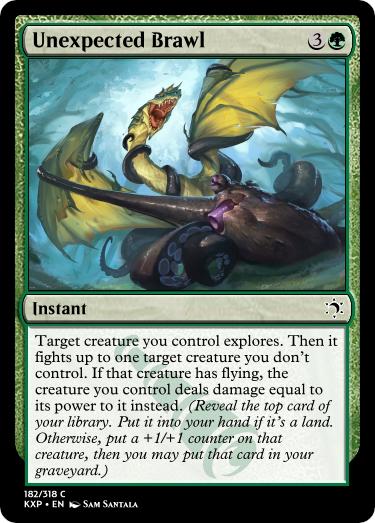 Unexpected Brawl 3
Instant
Target creature you control explores. Then it
fights up to one target creature you don't
control. If that creature has flying, the
creature you control deals damage equal to
its power to it instead. (Reveal the top card of
your library. Put it into your hand if it's a land.
Otherwise, put a +1/+1 counter on that
creature, then you may put that card in your
graveyard.)
182/318 C
KXP • EN Sam Santala